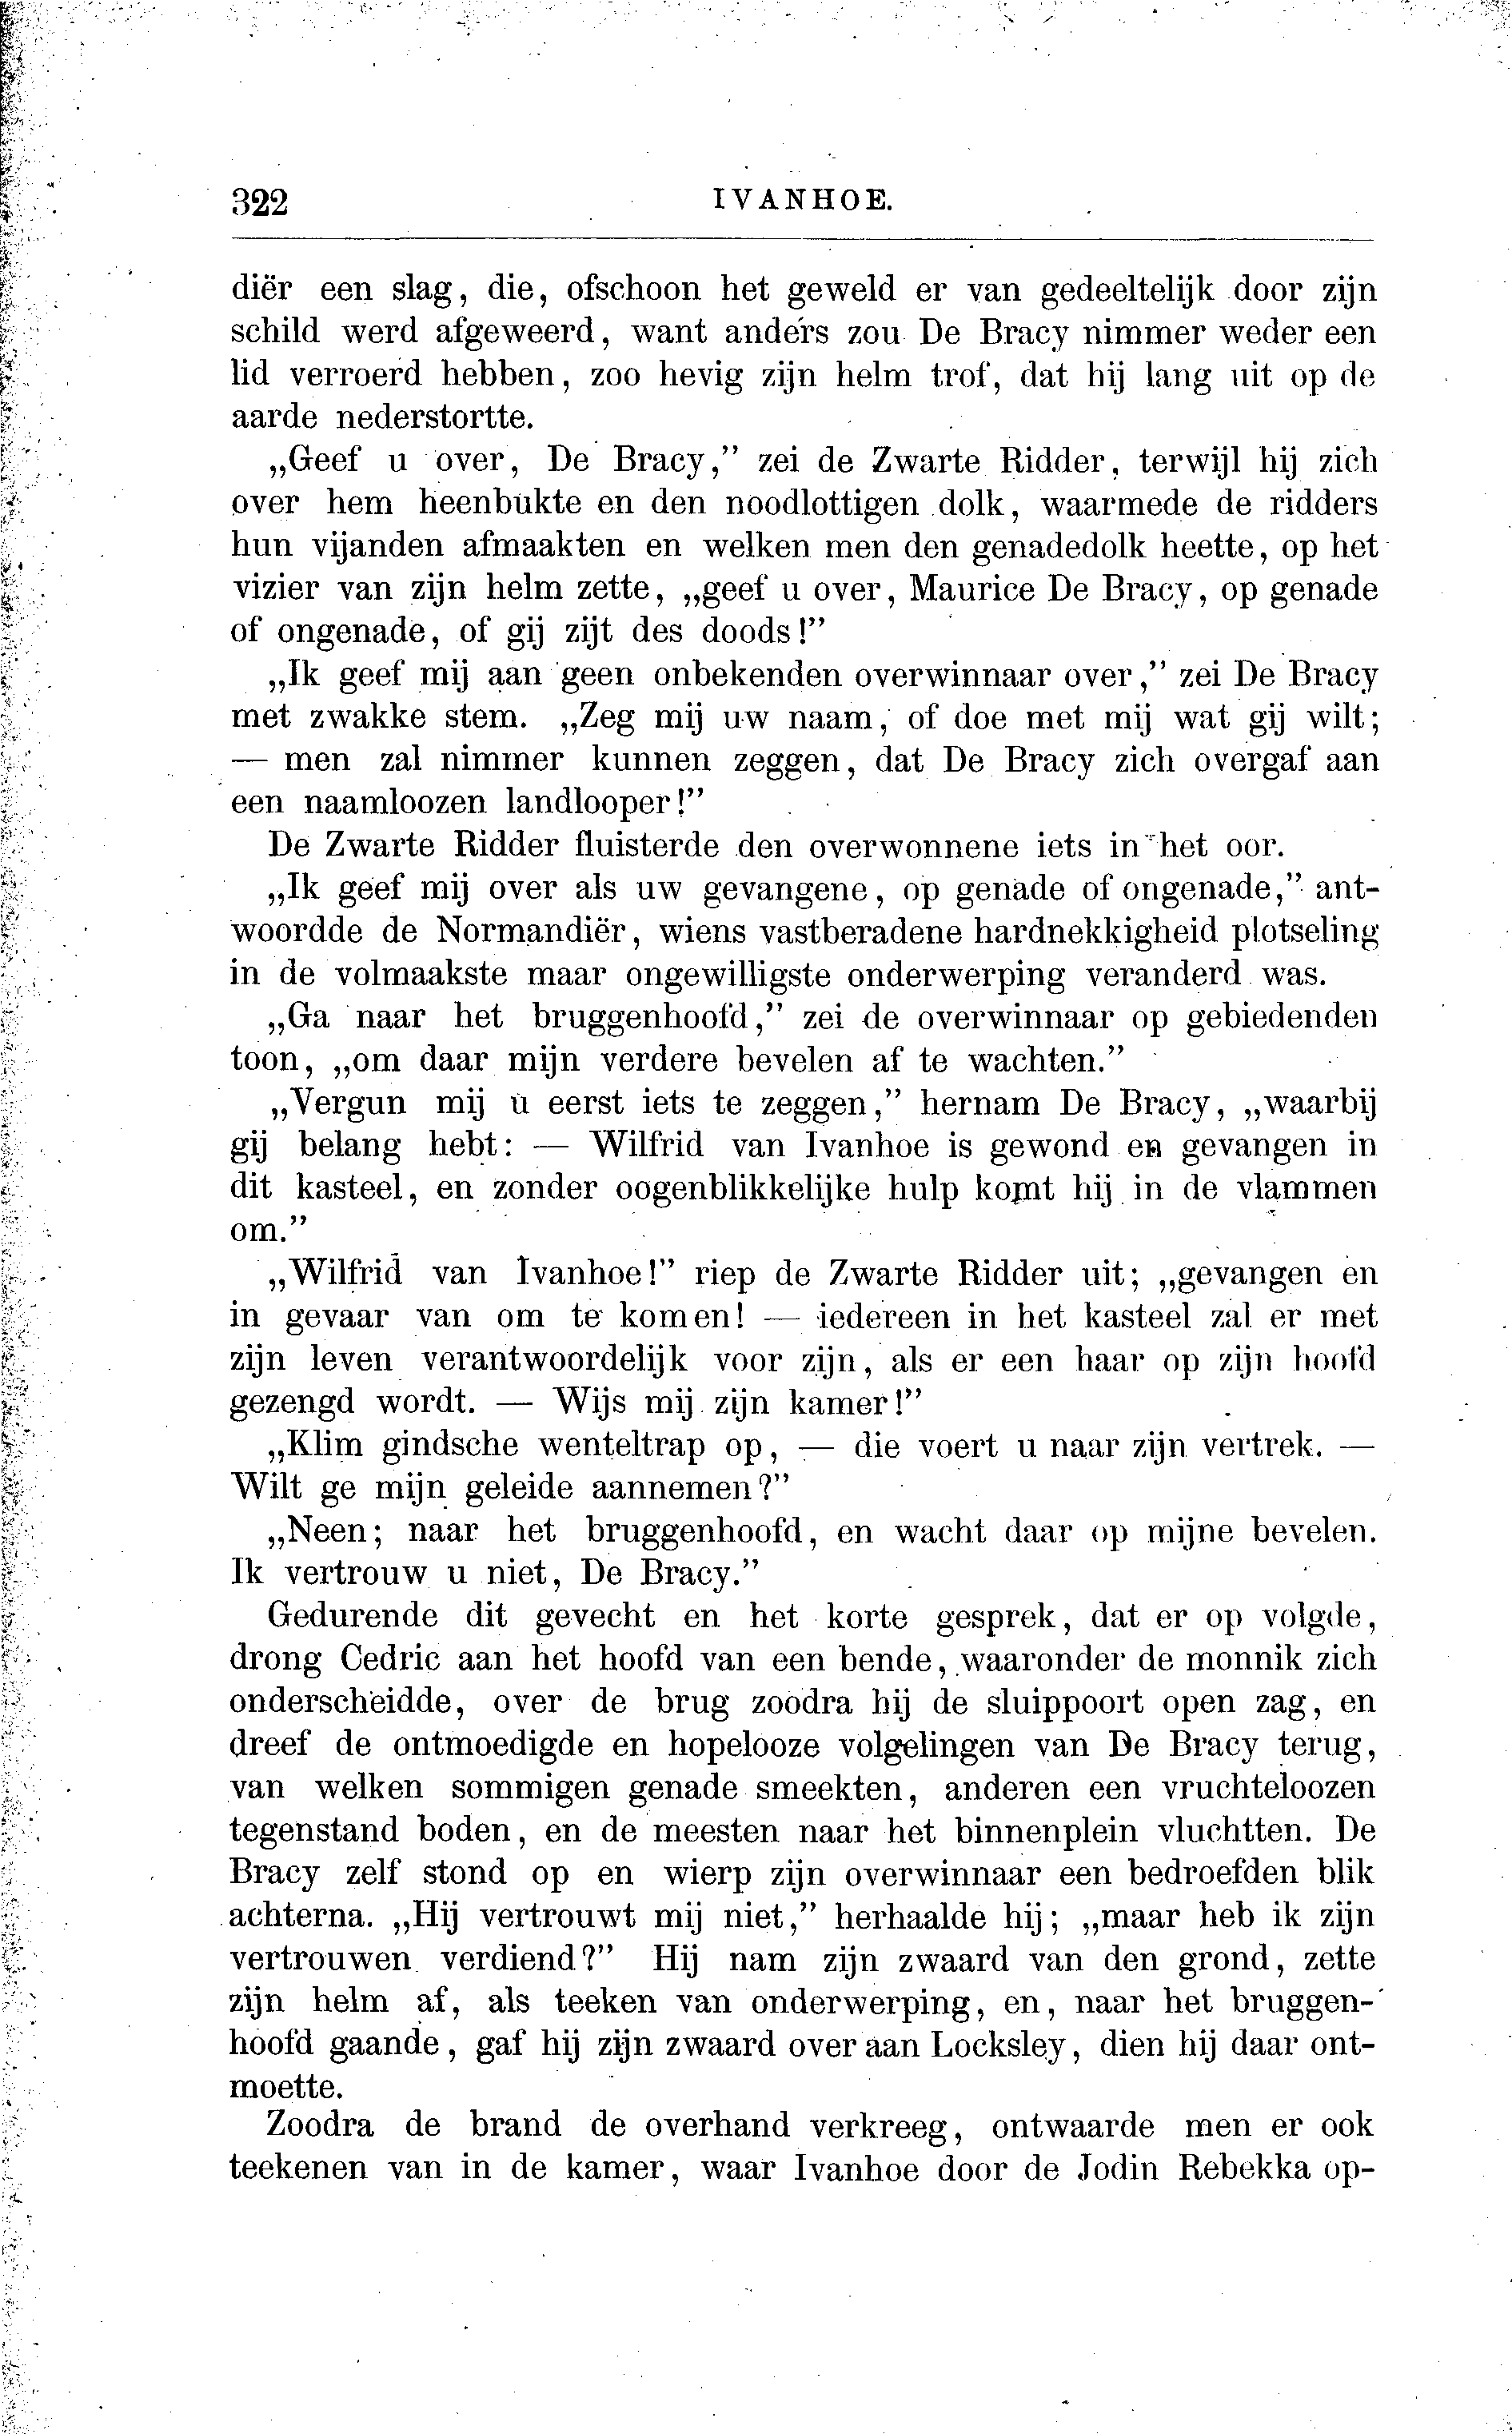 322 IVANHOE.
diër een slag, die, ofschoon het geweld er van gedeeltelijk door zijn
schild werd afgeweerd, want anders zou De Bracy nimmer weder een
lid verroerd hebben, zoo hevig zijn helm trof, dat hij lang uit op de
aarde nederstortte.
„Geef u over, De Bracy,” zei de Zwarte Ridder, terwijl hij zich
over hem heenbukte en den noodlottigen dolk, waarmede de ridders
hun vijanden afmaakten en welken men den genadedolk heette, op het
vizier van zijn helm zette, „geef u over, Maurice De Bracy, op genade
of ongenade, of gij zijt des doods!”
„Ik geef mij aan geen onbekenden overwinnaar over,” zei De Bracy
met zwakke stem. „Zeg mij uw naam, of doe met mij wat gij wilt;
— men zal nimmer kunnen zeggen, dat De Bracy zich overgaf aan
een naamloozen landlooper!”
De Zwarte Ridder fluisterde den overwonnene iets in het oor.
„Ik geef mij over als uw gevangene, op genade of ongenade,” ant-
woordde de Normandiër, wiens vastberadene hardnekkigheid plotseling
in de volmaakste maar ongewilligste onderwerping veranderd was.
„Ga naar het bruggenhoofd,” zei de overwinnaar op gebiedenden
toon, „om daar mijn verdere bevelen af te wachten.”
„Vergun mij u eerst iets te zeggen,” hernam De Bracy, „waarbij
gij belang hebt: — Wilfrid van Ivanhoe is gewond en gevangen in
dit kasteel, en zonder oogenblikkelijke hulp komt hij in de vlammen
om.”
„Wilfrid van Ivanhoe!” riep de Zwarte Ridder uit; „gevangen en
in gevaar van om te komen! — iedereen in het kasteel zal er met
zijn leven verantwoordelijk voor zijn, als er een haar op zijn hoofd
gezengd wordt. — Wijs mij zijn kamer!”
„Klim gindsche wenteltrap op, — die voert u naar zijn vertrek. —
Wilt ge mijn geleide aannemen?”
„Neen; naar het bruggenhoofd, en wacht daar op mijne bevelen.
Ik vertrouw u niet, De Bracy.”
Gedurende dit gevecht en het korte gesprek, dat er op volgde,
drong Cedric aan het hoofd van een bende, waaronder de monnik zich
onderscheidde, over de brug zoodra hij de sluippoort open zag, en
dreef de ontmoedigde en hopelooze volgelingen van De Bracy terug,
van welken sommigen genade smeekten, anderen een vruchteloozen
tegenstand boden, en de meesten naar het binnenplein vluchtten. De
Bracy zelf stond op en wierp zijn overwinnaar een bedroefden blik
achterna. „Hij vertrouwt mij niet,” herhaalde hij; „maar heb ik zijn
vertrouwen verdiend?” Hij nam zijn zwaard van den grond, zette
zijn helm af, als teeken van onderwerping, en, naar het bruggen-
hoofd gaande, gaf hij zijn zwaard over aan Locksley, dien hij daar ont-
moette.
Zoodra de brand de overhand verkreeg, ontwaarde men er ook
teekenen van in de kamer, waar Ivanhoe door de Jodin Rebekka op-